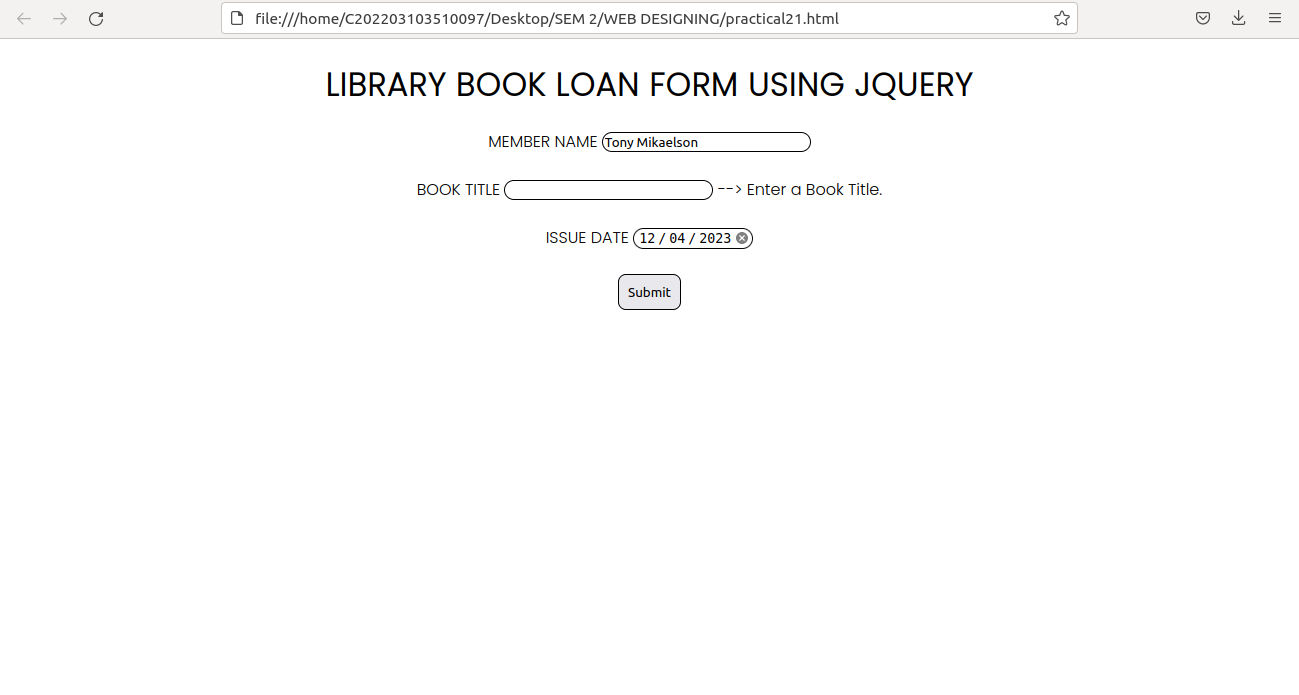 file:///home/C202203103510097/Desktop/SEM 2/WEB DESIGNING/practical21.html
LIBRARY BOOK LOAN FORM USING JQUERY
MEMBER NAME Tony Mikaelson
BOOK TITLE --> Enter a Book Title.
ISSUE DATE 12 / 04 / 2023
Submit